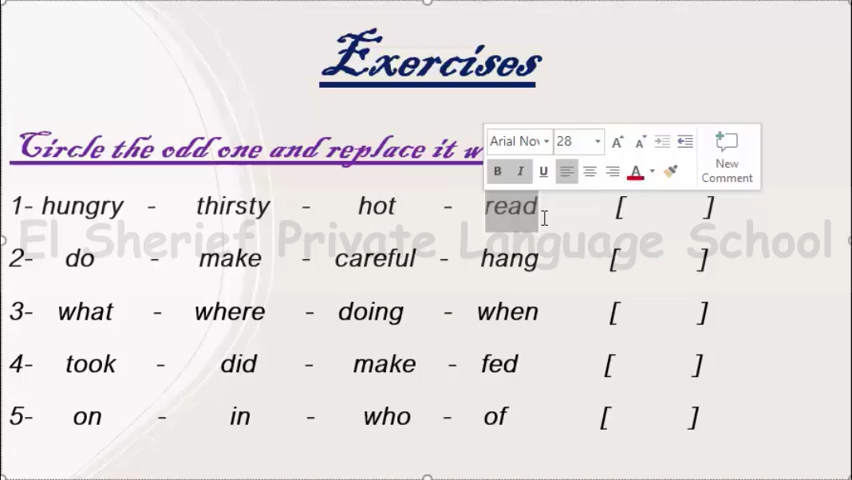 Exercises
Circle the odd one and replace it w
Arial Nov 28
New
Comment
B I U A
1- hungry - thirsty - hot - read [ ]
El Sherief Private Language School
2- do - make - careful - hang [ ]
3- what - where - doing - when [ ]
4- took - did - make - fed [ ]
5- on - in - who - of [ ]